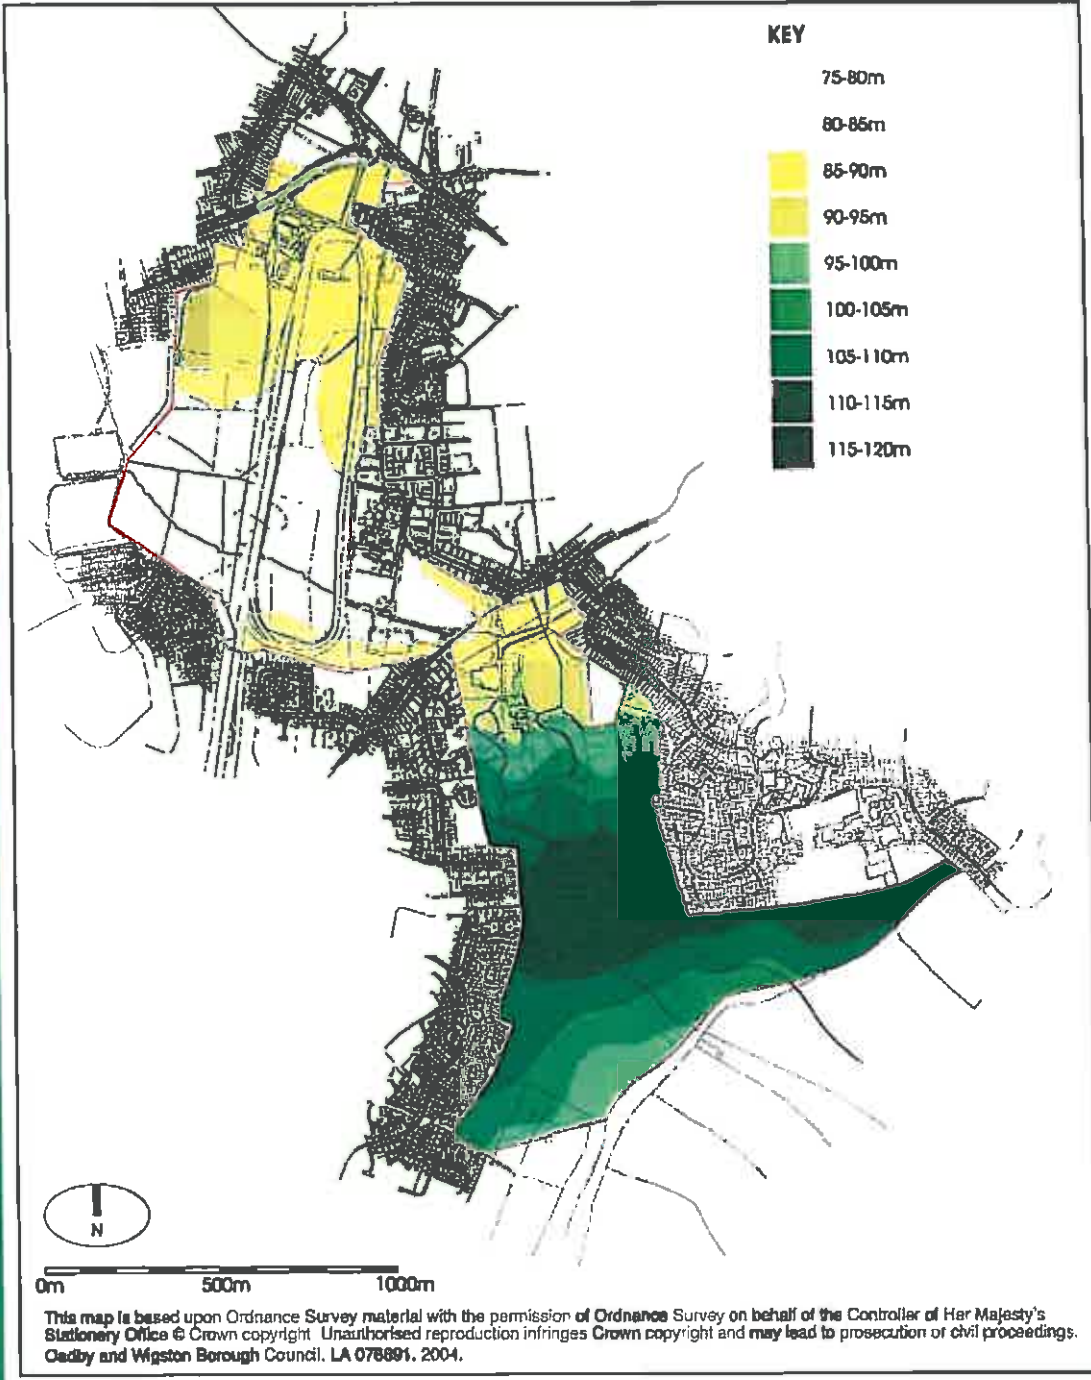 KEY
75-80m
80-85m
85-90m
90-95m
95-100m
100-105m
105-110m
110-115m
115-120m
N
0m 500m 1000m
This map is based upon Ordnance Survey material with the permission of Ordnance Survey on behalf of the Controller of Her Majesty's
Stationery Office © Crown copyright Unauthorised reproduction infringes Crown copyright and may lead to prosecution or civil proceedings.
Oadby and Wigston Borough Council. LA 078891. 2004.